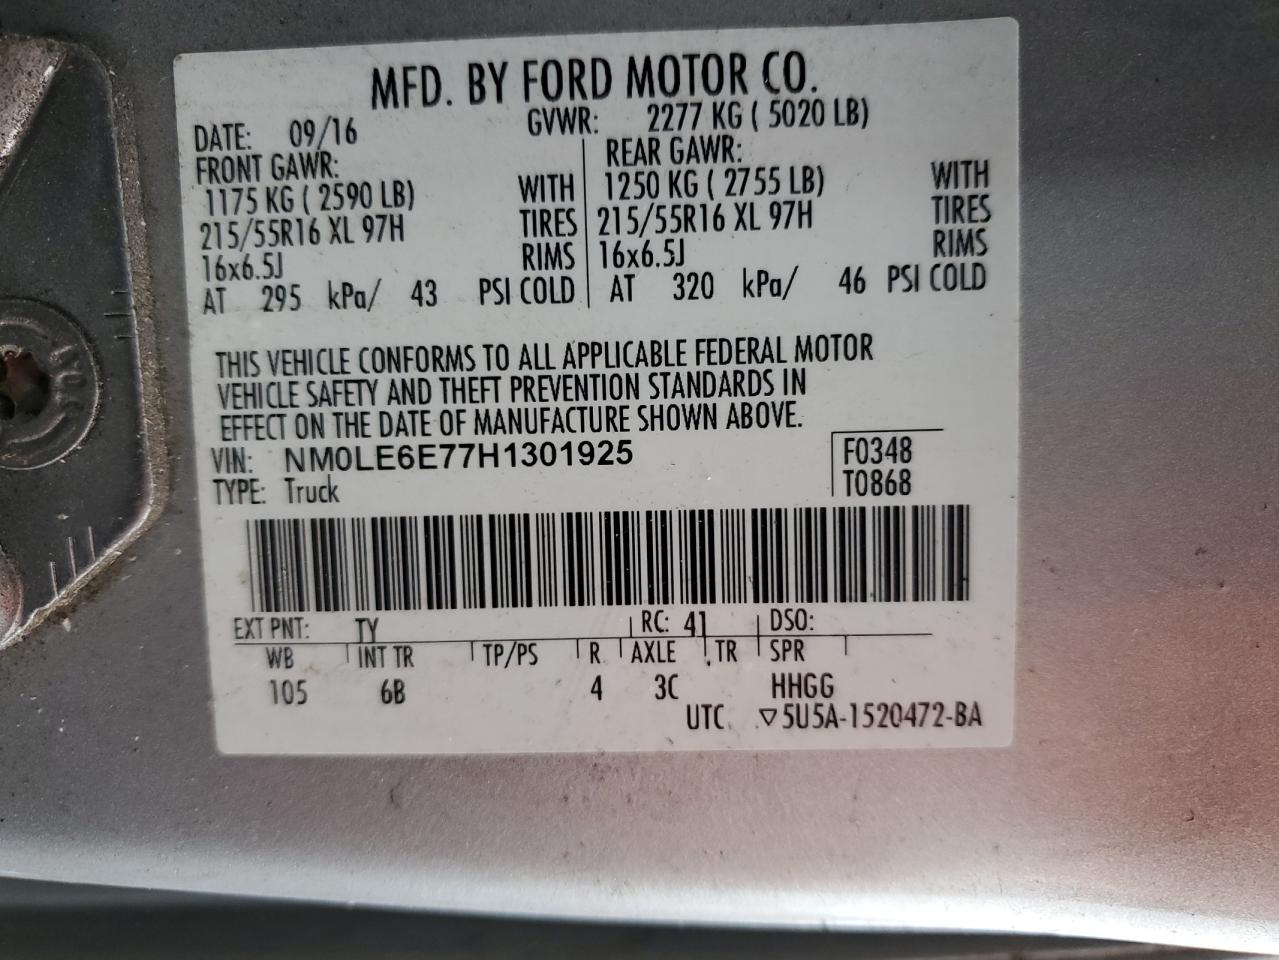 MFD. BY FORD MOTOR CO.
DATE: 09/16 GVWR: 2277 KG ( 5020 LB)
FRONT GAWR: REAR GAWR:
1175 KG ( 2590 LB) WITH 1250 KG ( 2755 LB) WITH
215/55R16 XL 97H TIRES 215/55R16 XL 97H TIRES
16x6.5J RIMS 16x6.5J RIMS
AT 295 kPa/ 43 PSI COLD AT 320 kPa/ 46 PSI COLD
THIS VEHICLE CONFORMS TO ALL APPLICABLE FEDERAL MOTOR
VEHICLE SAFETY AND THEFT PREVENTION STANDARDS IN
EFFECT ON THE DATE OF MANUFACTURE SHOWN ABOVE.
VIN: NM0LE6E77H1301925 F0348
TYPE: Truck T0868
EXT PNT: TY RC: 41 DSO:
WB INT TR TP/PS R AXLE TR SPR
105 6B 4 3C HHGG
UTC ▽5U5A-1520472-BA